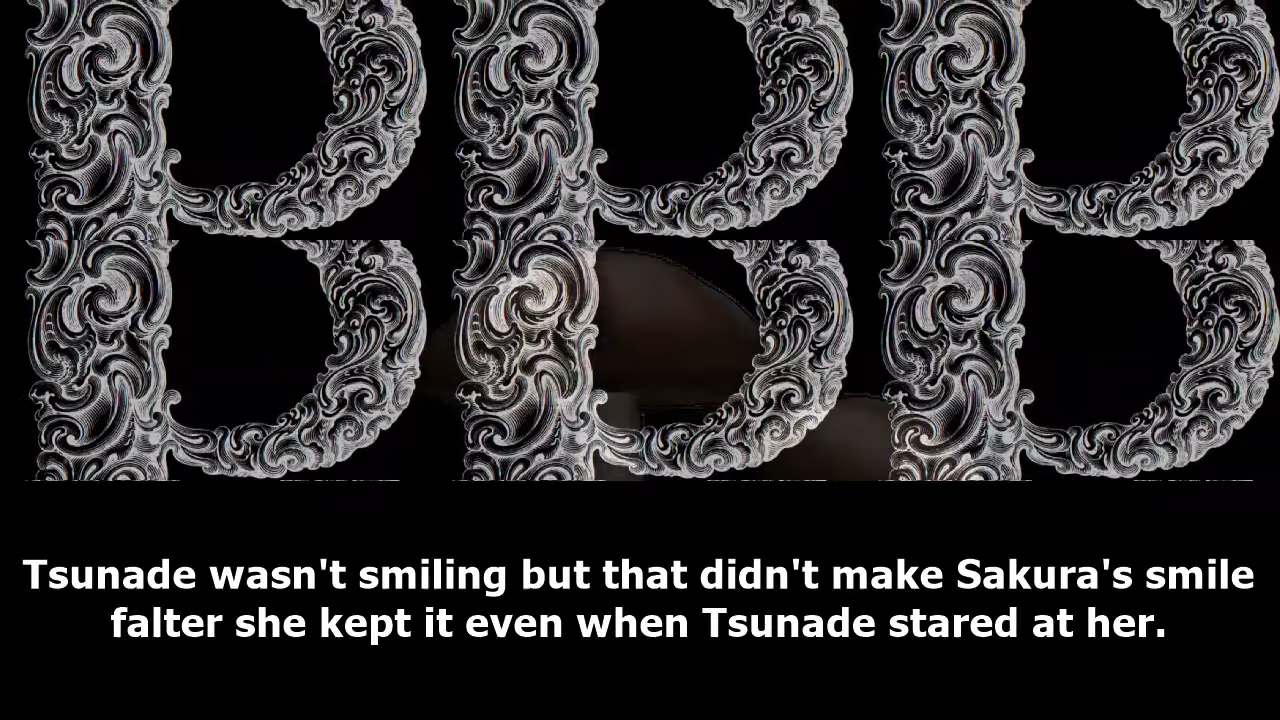 B B B
B B B
Tsunade wasn't smiling but that didn't make Sakura's smile
falter she kept it even when Tsunade stared at her.